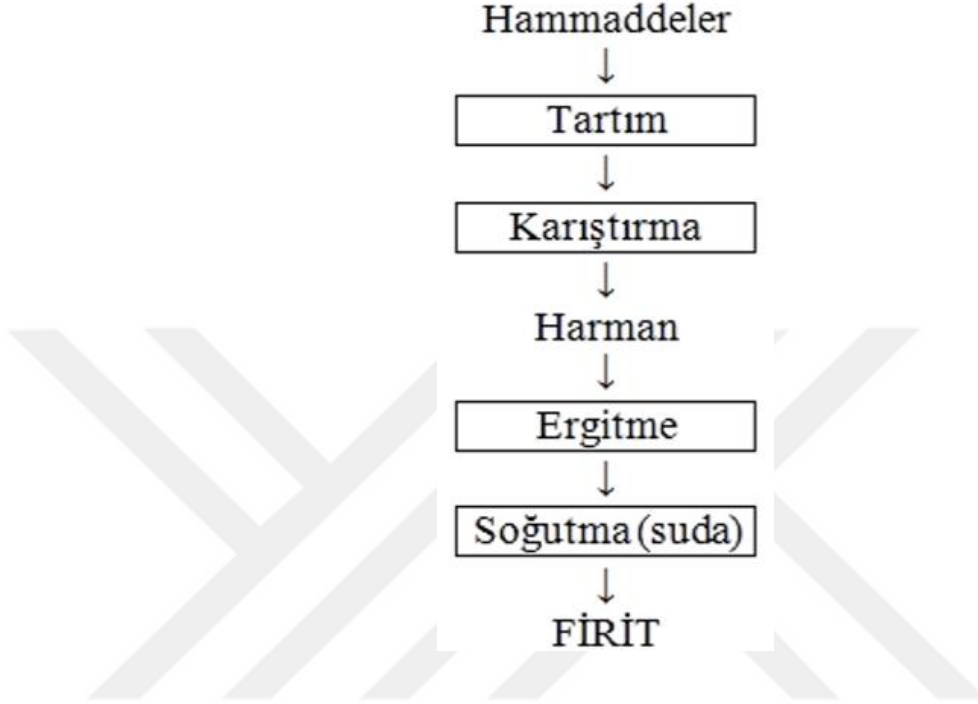 Hammaddeler
Tartım
Karıştırma
Harman
Ergitme
Soğutma (suda)
FİRİT